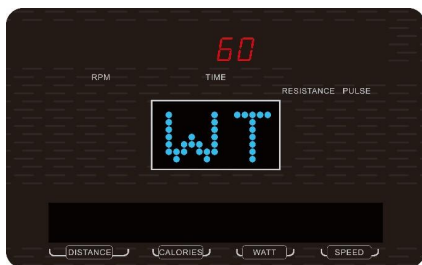 60
RPM TIME
RESISTANCE PULSE
WT
DISTANCE CALORIES WATT SPEED